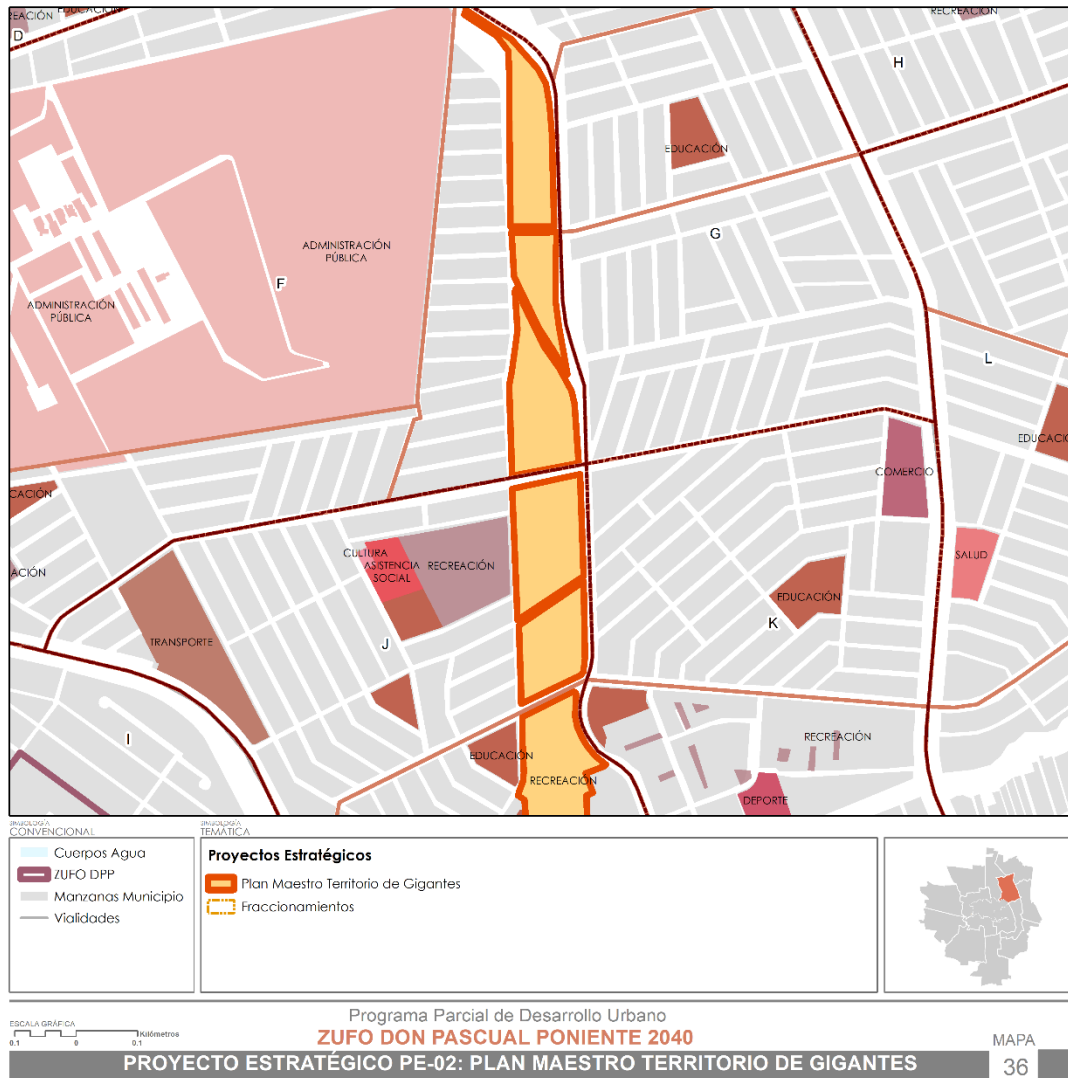 REACIÓN
EDUCACIÓN
RECREACIÓN
D
H
EDUCACIÓN
G
ADMINISTRACIÓN
PÚBLICA
F
ADMINISTRACIÓN
PÚBLICA
L
EDUCACIÓ
COMERCIO
CACIÓN
CULTURA
ASISTENCIA
SOCIAL
RECREACIÓN
SALUD
ACIÓN
EDUCACIÓN
K
TRANSPORTE
J
I
RECREACIÓN
EDUCACIÓN
RECREACIÓN
DEPORTE
SIMBOLOGÍA
CONVENCIONAL
Cuerpos Agua
ZUFO DPP
Manzanas Municipio
Vialidades
SIMBOLOGÍA
TEMÁTICA
Proyectos Estratégicos
Plan Maestro Territorio de Gigantes
Fraccionamientos
ESCALA GRÁFICA
0.1 0 0.1 Kilómetros
Programa Parcial de Desarrollo Urbano
ZUFO DON PASCUAL PONIENTE 2040
PROYECTO ESTRATÉGICO PE-02: PLAN MAESTRO TERRITORIO DE GIGANTES
MAPA
36